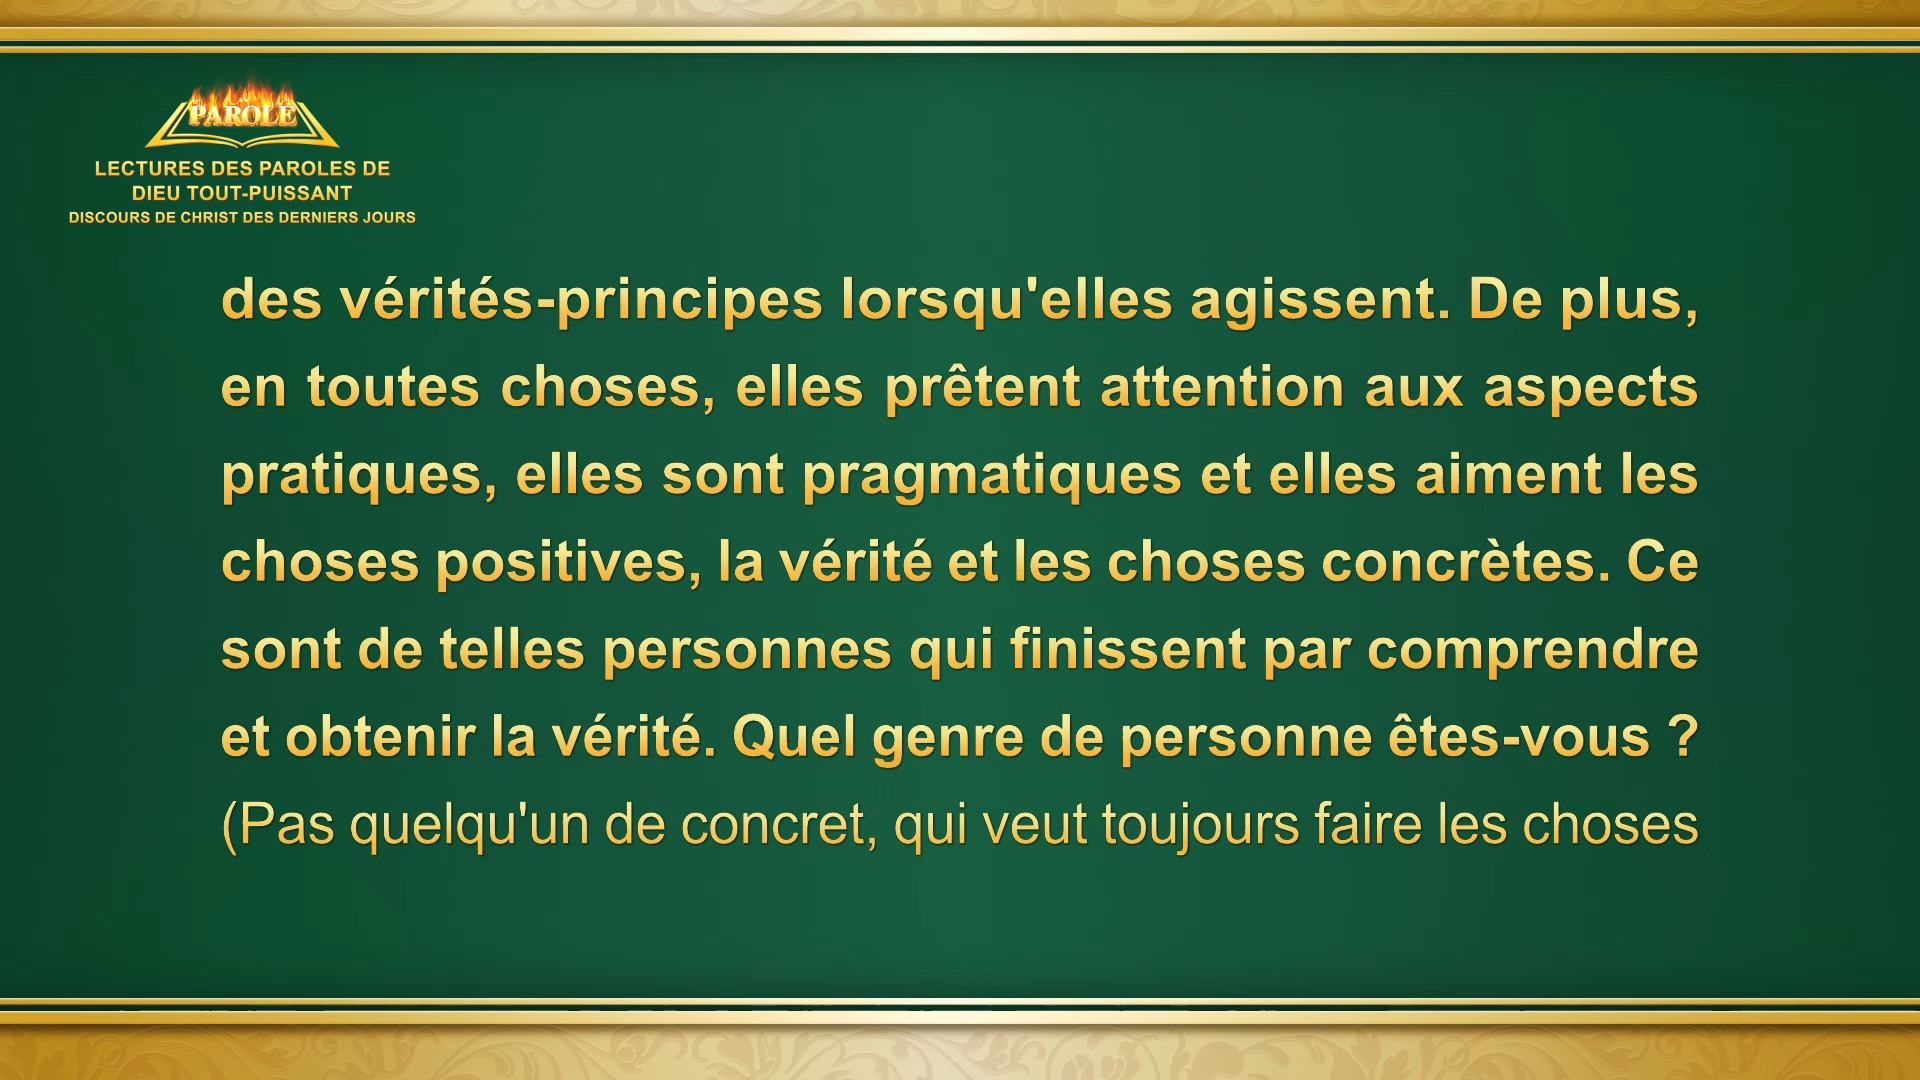 PAROLE
LECTURES DES PAROLES DE
DIEU TOUT-PUISSANT
DISCOURS DE CHRIST DES DERNIERS JOURS
des vérités-principes lorsqu'elles agissent. De plus,
en toutes choses, elles prêtent attention aux aspects
pratiques, elles sont pragmatiques et elles aiment les
choses positives, la vérité et les choses concrètes. Ce
sont de telles personnes qui finissent par comprendre
et obtenir la vérité. Quel genre de personne êtes-vous ?
(Pas quelqu'un de concret, qui veut toujours faire les choses